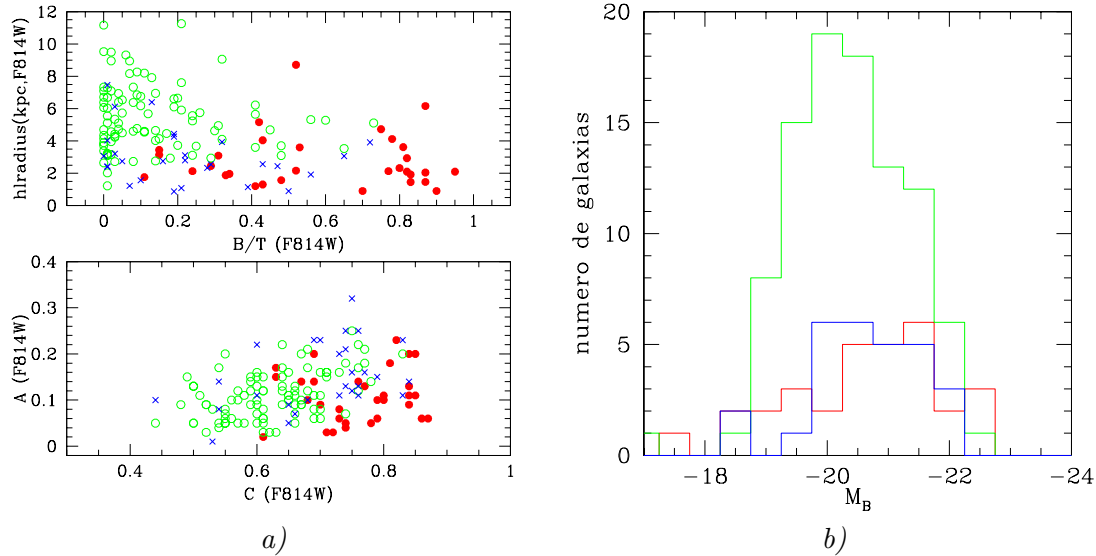 12
10
8
6
4
2
0
hlradius(kpc,F814W)
0 0.2 0.4 0.6 0.8 1
B/T (F814W)
0.4
0.3
0.2
0.1
0
A (F814W)
0.4 0.6 0.8 1
C (F814W)
a)
20
15
10
5
0
numero de galaxias
-18 -20 -22 -24
M_B
b)